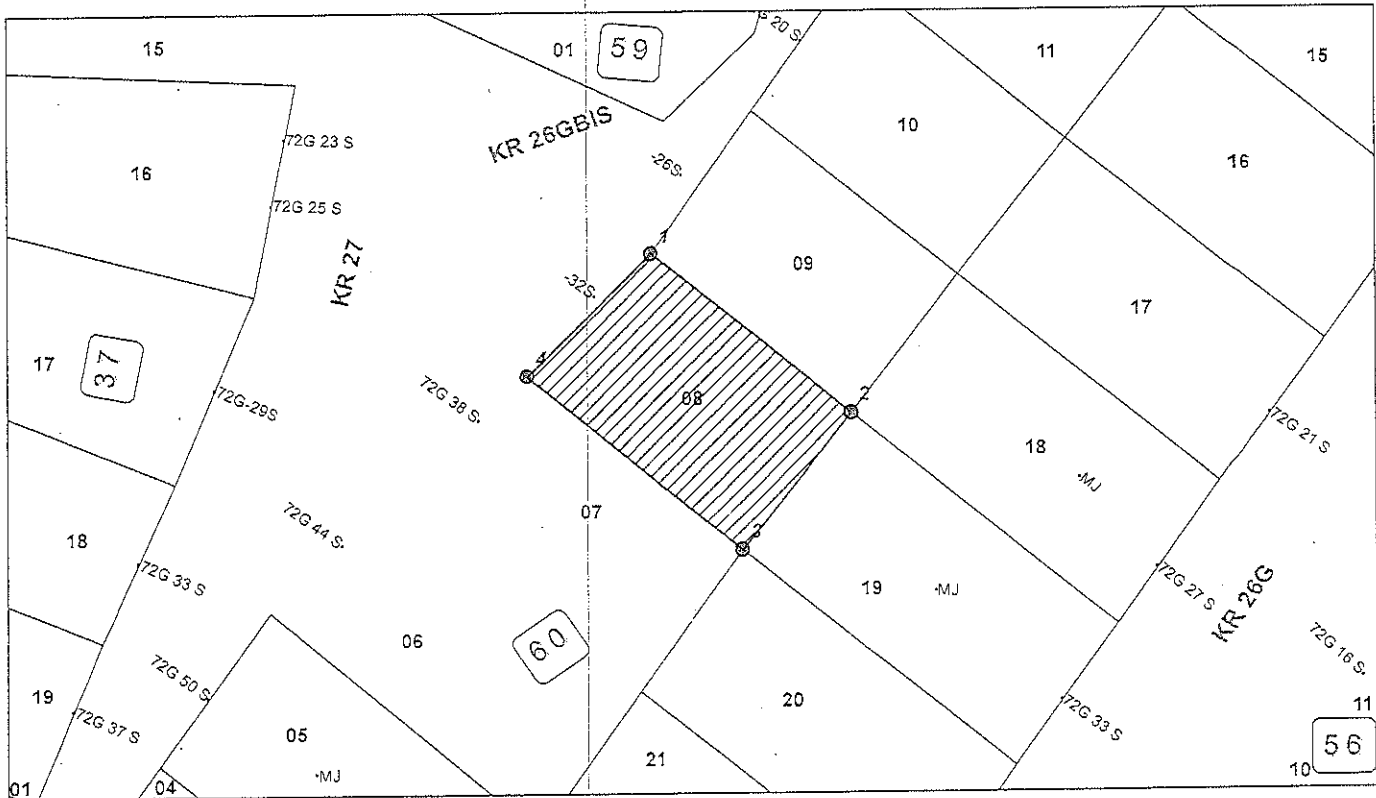 15
01
59
G 20 S.
11
15
KR 26GBIS
10
72G 23 S
16
16
-26S.
72G 25 S
KR 27
1
09
17
-32S.
17
37
4
72G-29S
72G 38 S.
08
2
72G 21 S
18
MJ
72G 44 S.
07
3
18
72G 33 S
19
MJ
72G 27 S
KR 26G
06
60
72G 16 S.
72G 50 S
19
72G 37 S
20
72G 33 S
11
05
56
MJ
21
10
01
04